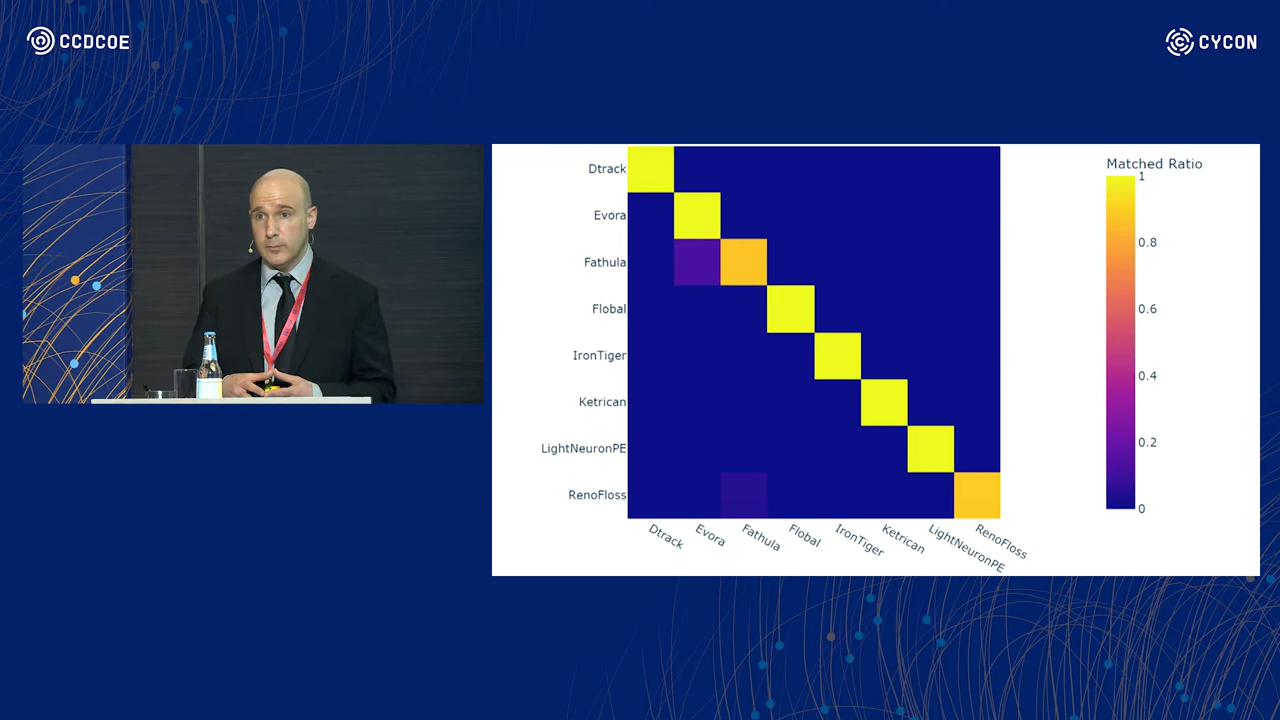 CCDCOE
CYCON
Matched Ratio
Dtrack
Evora
Fathula
Flobal
IronTiger
Ketrican
LightNeuronPE
RenoFloss
1
0.8
0.6
0.4
0.2
0
Dtrack
Evora
Fathula
Flobal
IronTiger
Ketrican
LightNeuronPE
RenoFloss